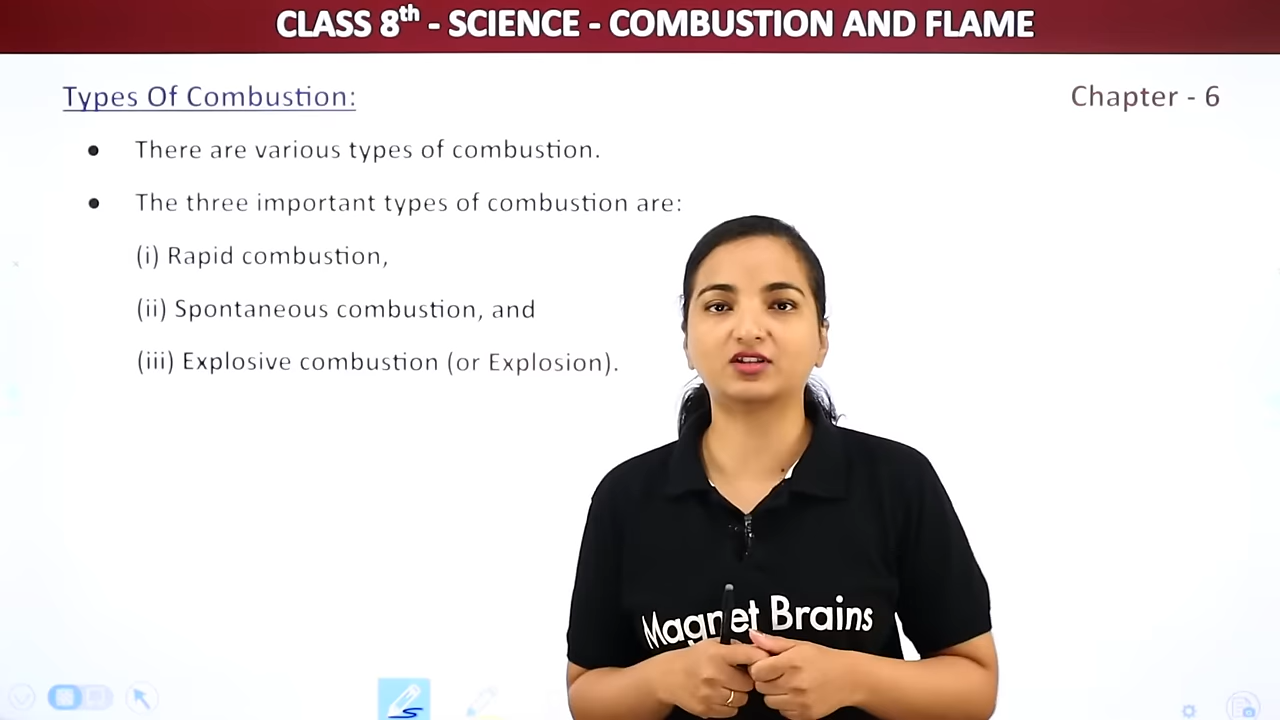 CLASS 8th - SCIENCE - COMBUSTION AND FLAME
Types Of Combustion:
Chapter - 6
● There are various types of combustion.
● The three important types of combustion are:
(i) Rapid combustion,
(ii) Spontaneous combustion, and
(iii) Explosive combustion (or Explosion).
Magnet Brains